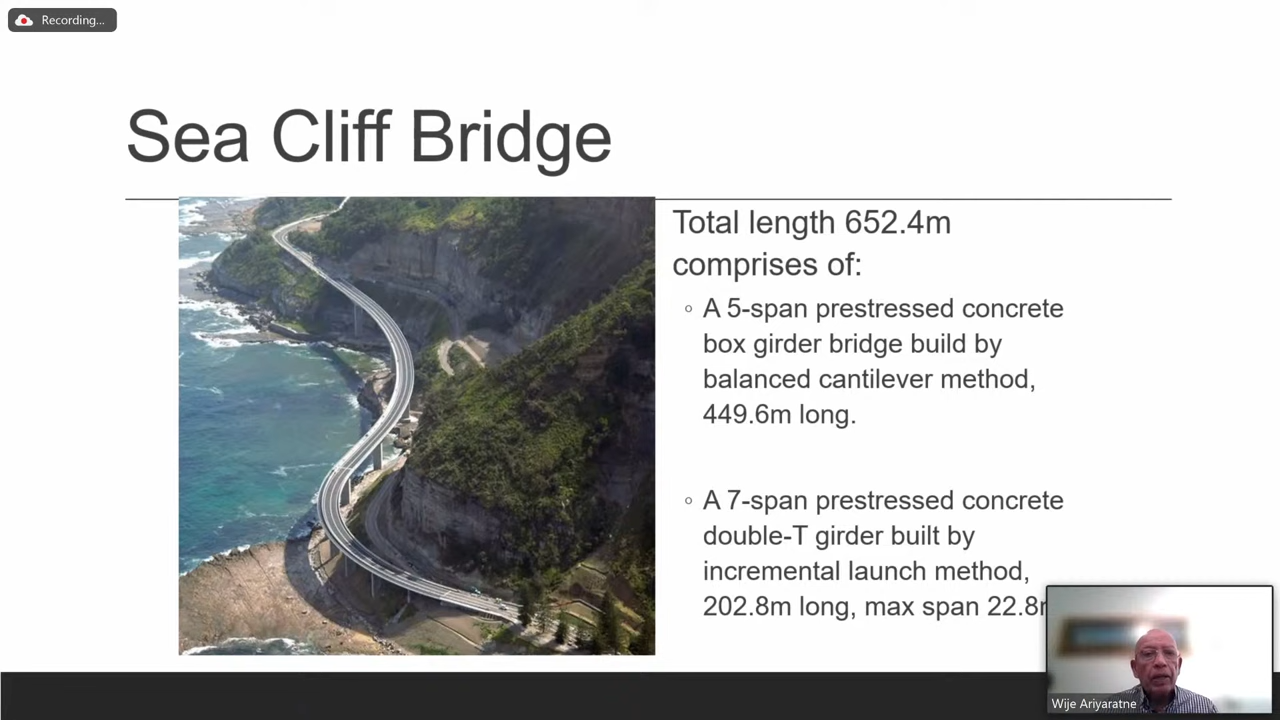 Recording...
Sea Cliff Bridge
Total length 652.4m
comprises of:
A 5-span prestressed concrete
box girder bridge build by
balanced cantilever method,
449.6m long.
A 7-span prestressed concrete
double-T girder built by
incremental launch method,
202.8m long, max span 22.8
Wije Ariyaratne